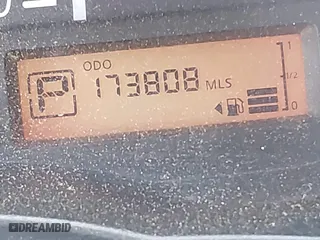 ODO
1
P 173808 MLS
1/2
0
DREAMBID